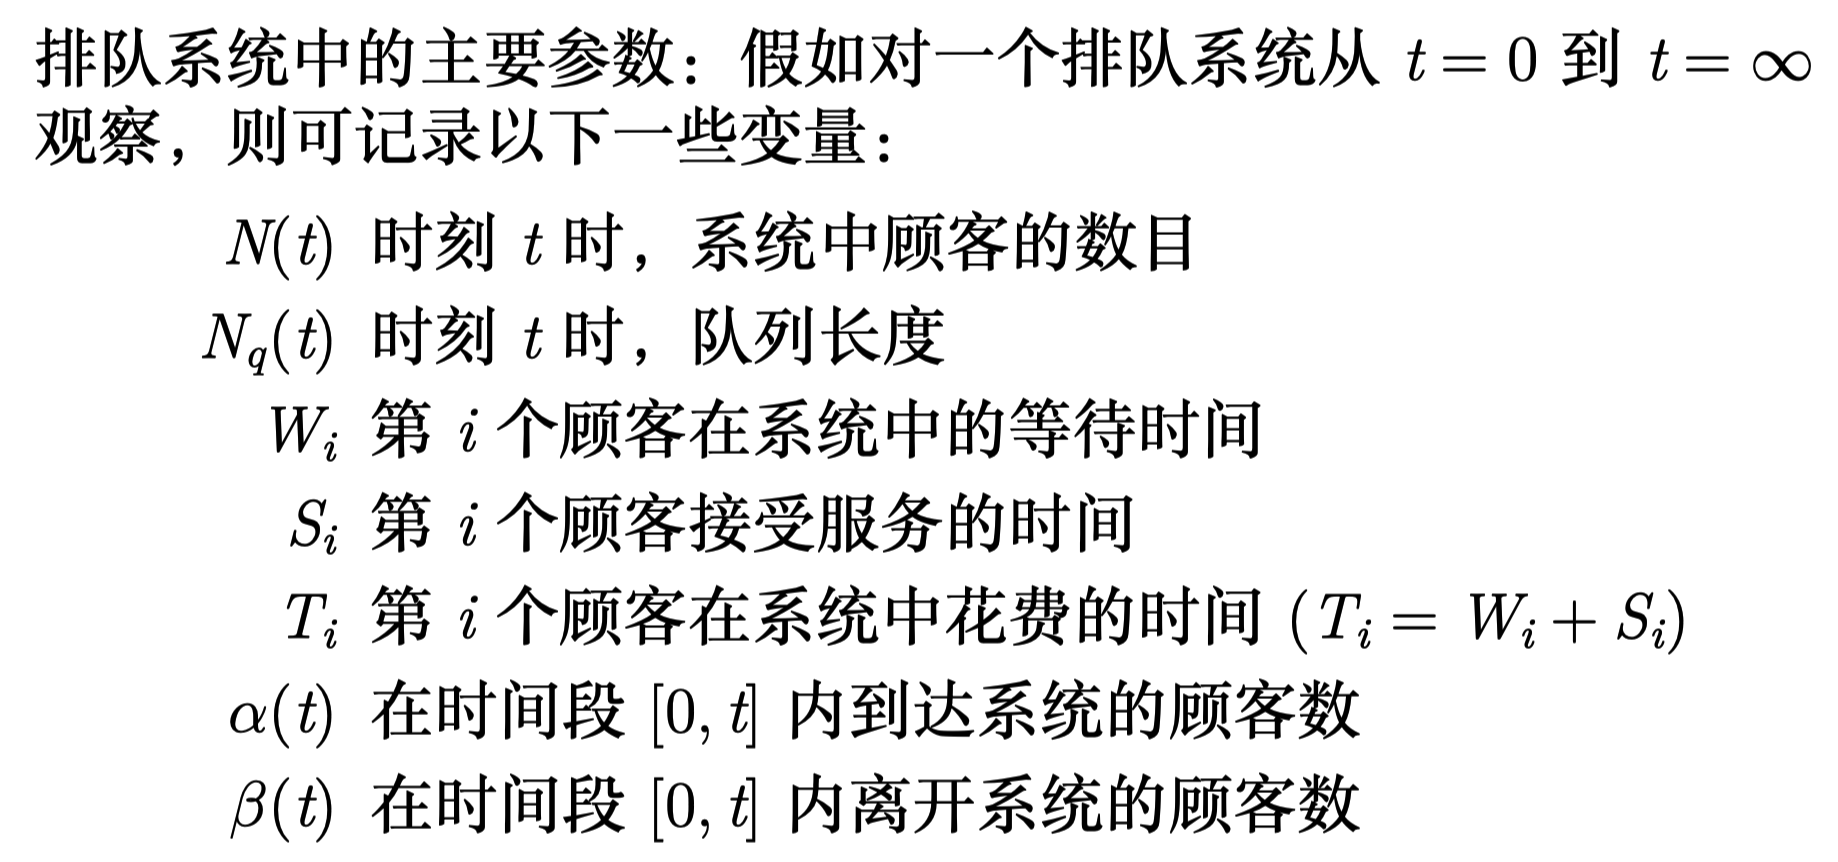 排队系统中的主要参数：假如对一个排队系统从 t = 0 到 t = ∞
观察，则可记录以下一些变量：
N(t) 时刻 t 时，系统中顾客的数目
N_q(t) 时刻 t 时，队列长度
W_i 第 i 个顾客在系统中的等待时间
S_i 第 i 个顾客接受服务的时间
T_i 第 i 个顾客在系统中花费的时间 (T_i = W_i + S_i)
α(t) 在时间段 [0, t] 内到达系统的顾客数
β(t) 在时间段 [0, t] 内离开系统的顾客数